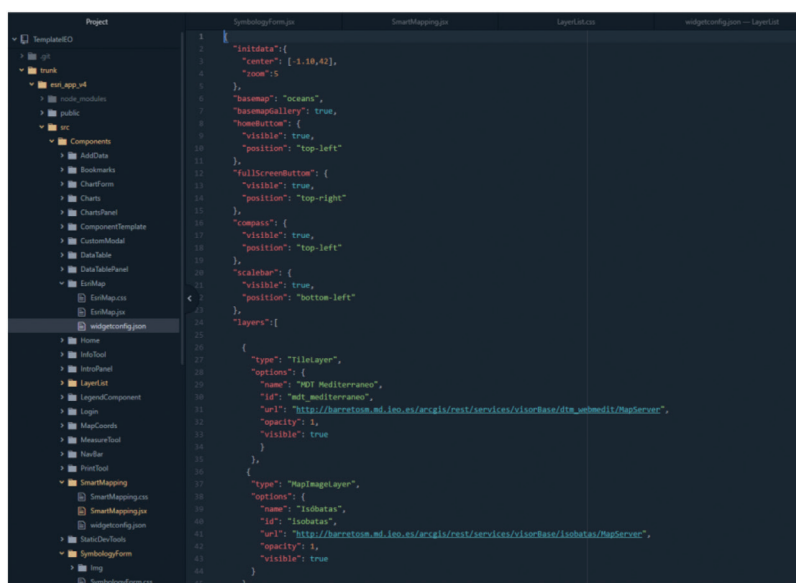 Project
TemplateIEO
.git
trunk
esri_app_v4
node_modules
public
src
Components
AddData
Bookmarks
ChartForm
Charts
ChartsPanel
ComponentTemplate
CustomModal
DataTable
DataTablePanel
EsriMap
EsriMap.css
EsriMap.jsx
widgetconfig.json
Home
InfoTool
IntroPanel
LayerList
LegendComponent
Login
MapCoords
MeasureTool
NavBar
PrintTool
SmartMapping
SmartMapping.css
SmartMapping.jsx
widgetconfig.json
StaticDevTools
SymbologyForm
Img
SymbologyForm.css
SymbologyForm.jsx
SmartMapping.jsx
LayerList.css
widgetconfig.json — LayerList
1 {
2 "initdata":{
3 "center": [-1.10,42],
4 "zoom":5
5 },
6 "basemap": "oceans",
7 "basemapGallery": true,
8 "homeButtom": {
9 "visible": true,
10 "position": "top-left"
11 },
12 "fullScreenButtom": {
13 "visible": true,
14 "position": "top-right"
15 },
16 "compass": {
17 "visible": true,
18 "position": "top-left"
19 },
20 "scalebar": {
21 "visible": true,
22 "position": "bottom-left"
23 },
24 "layers":[
25
26 {
27 "type": "TileLayer",
28 "options": {
29 "name": "MDT Mediterraneo",
30 "id": "mdt_mediterraneo",
31 "url": "http://barretosm.md.ieo.es/arcgis/rest/services/visorBase/dtm_webmedit/MapServer",
32 "opacity": 1,
33 "visible": true
34 }
35 },
36 {
37 "type": "MapImageLayer",
38 "options": {
39 "name": "Isóbatas",
40 "id": "isobatas",
41 "url": "http://barretosm.md.ieo.es/arcgis/rest/services/visorBase/isobatas/MapServer",
42 "opacity": 1,
43 "visible": true
44 }